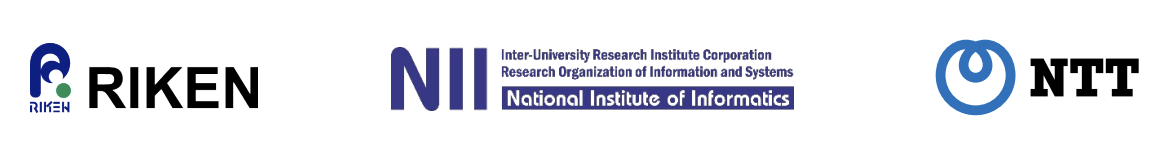 RIKEN
RIKEN
NII
Inter-University Research Institute Corporation
Research Organization of Information and Systems
National Institute of Informatics
NTT